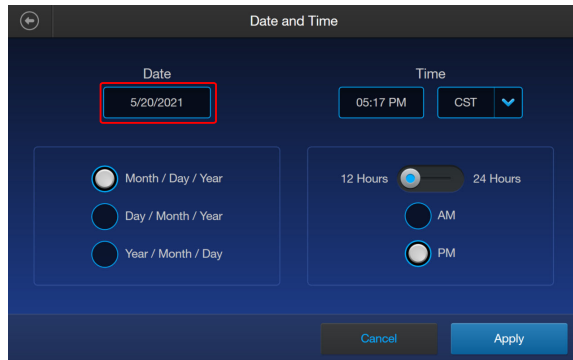 Date and Time
Date
5/20/2021
Time
05:17 PM
CST
Month / Day / Year
Day / Month / Year
Year / Month / Day
12 Hours
24 Hours
AM
PM
Cancel
Apply